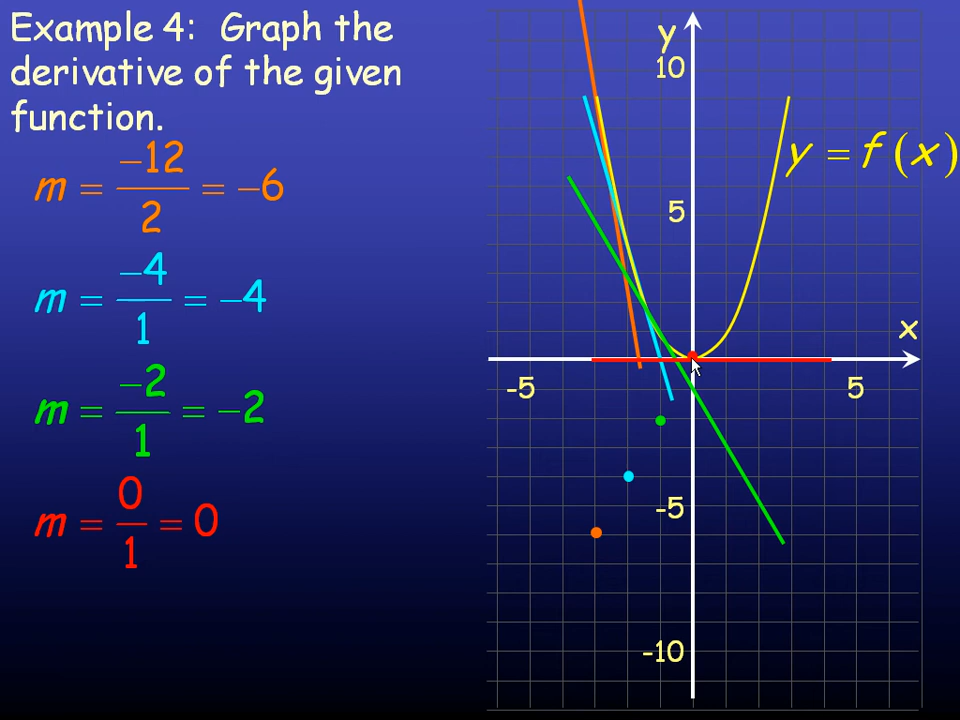 Example 4: Graph the
derivative of the given
function.
m = −12/2 = −6
m = −4/1 = −4
m = −2/1 = −2
m = 0/1 = 0
y
10
y = f (x)
5
x
-5
5
-5
-10